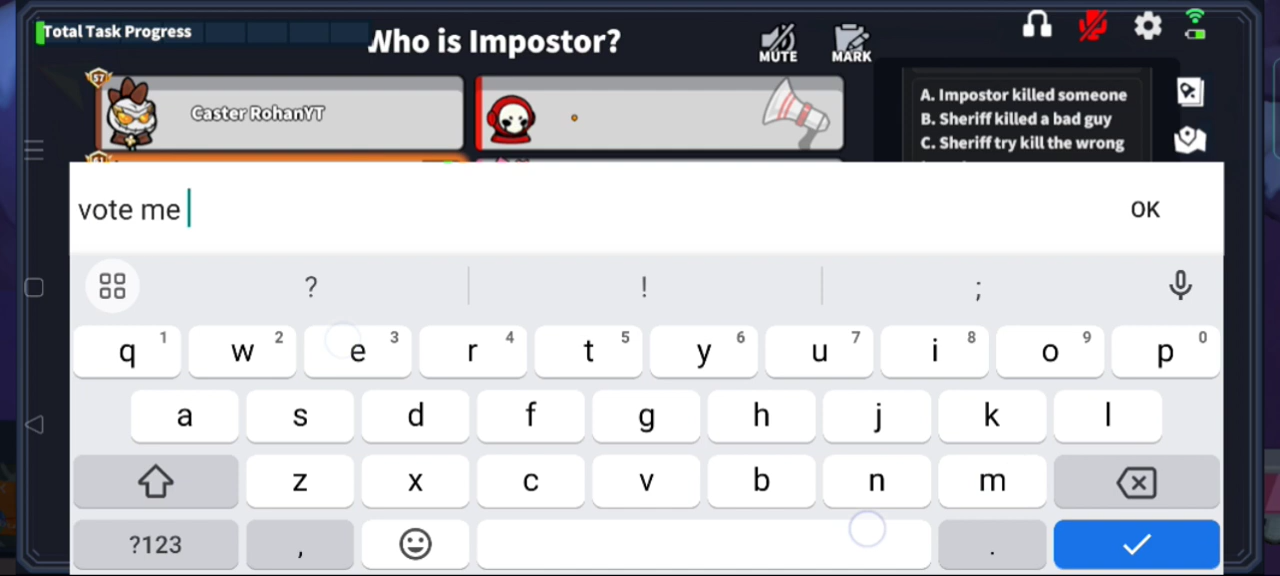 Total Task Progress
Who is Impostor?
MUTE
MARK
57
Caster RohanYT
A. Impostor killed someone
B. Sheriff killed a bad guy
C. Sheriff try kill the wrong
vote me
OK
? ! ;
q 1 w 2 e 3 r 4 t 5 y 6 u 7 i 8 o 9 p 0
a s d f g h j k l
z x c v b n m
?123 , .